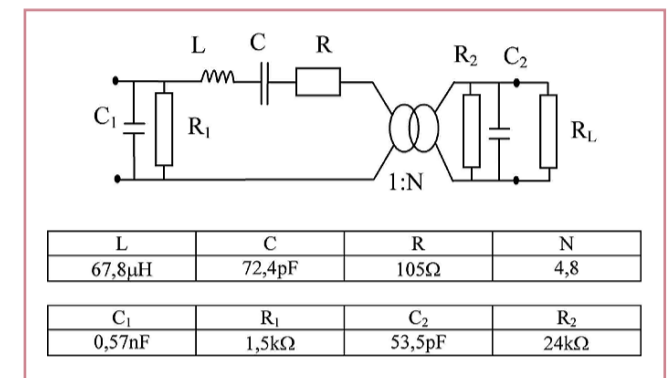 L C R
R₂ C₂
C₁ R₁ R_L
1:N
L C R N
67,8μH 72,4pF 105Ω 4,8
C₁ R₁ C₂ R₂
0,57nF 1,5kΩ 53,5pF 24kΩ